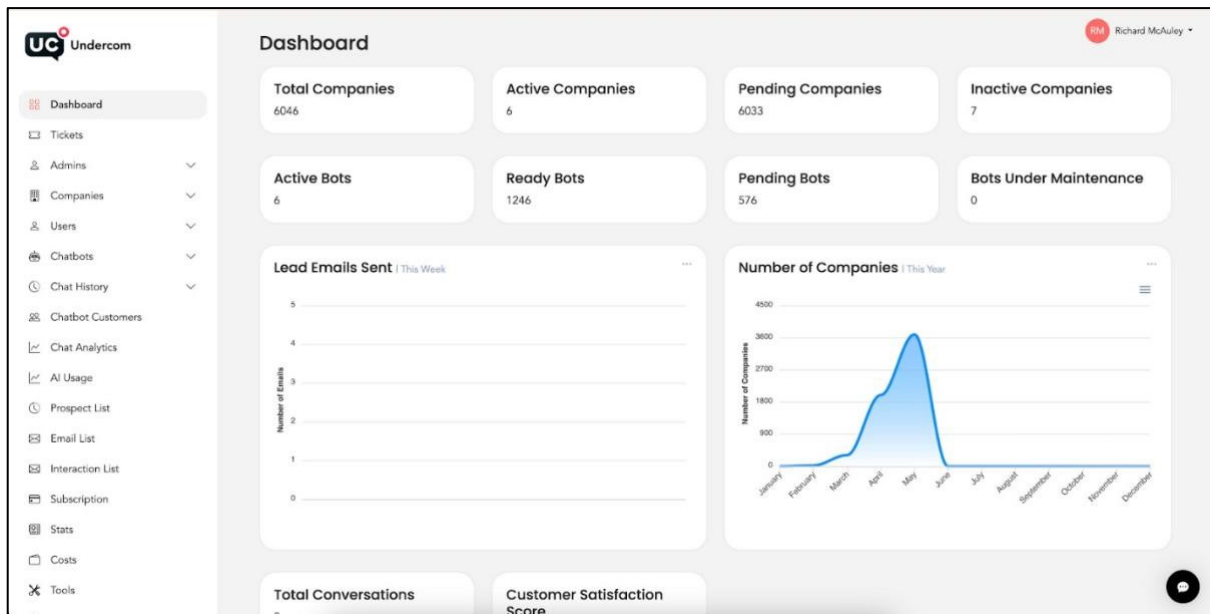 UC Undercom
Richard McAuley
RM
Dashboard
Dashboard
Tickets
Admins
Companies
Users
Chatbots
Chat History
Chatbot Customers
Chat Analytics
AI Usage
Prospect List
Email List
Interaction List
Subscription
Stats
Costs
Tools
Total Companies
6046
Active Companies
6
Pending Companies
6033
Inactive Companies
7
Active Bots
6
Ready Bots
1246
Pending Bots
576
Bots Under Maintenance
0
Lead Emails Sent | This Week
Number of Emails
5
4
3
2
1
0
Number of Companies | This Year
Number of Companies
4500
3600
2700
1800
900
0
January
February
March
April
May
June
July
August
September
October
November
December
Total Conversations
Customer Satisfaction
Score